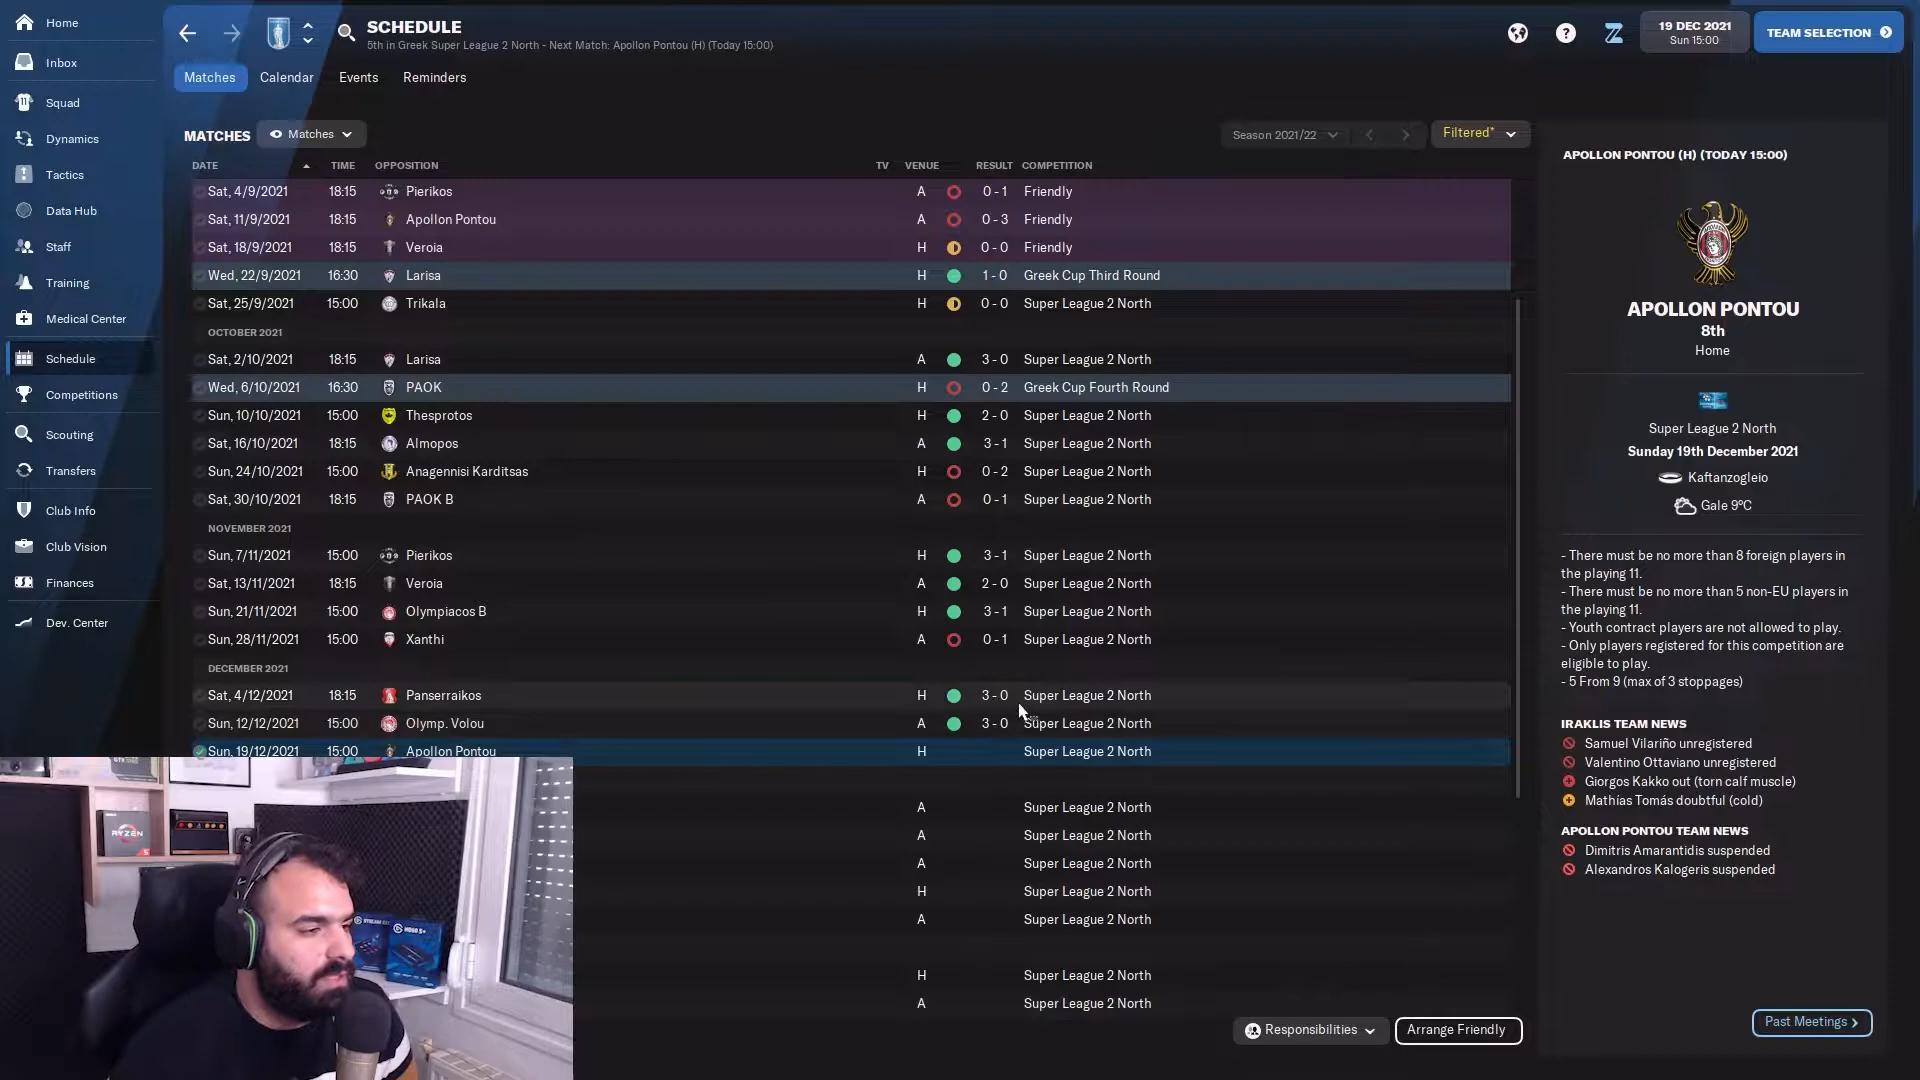 Home
Inbox
Squad
Dynamics
Tactics
Data Hub
Staff
Training
Medical Center
Schedule
Competitions
Scouting
Transfers
Club Info
Club Vision
Finances
Dev. Center
SCHEDULE
5th in Greek Super League 2 North - Next Match: Apollon Pontou (H) (Today 15:00)
19 DEC 2021
Sun 15:00
TEAM SELECTION
Matches Calendar Events Reminders
MATCHES Matches
Season 2021/22
Filtered*
DATE TIME OPPOSITION TV VENUE RESULT COMPETITION
Sat, 4/9/2021 18:15 Pierikos A 0 - 1 Friendly
Sat, 11/9/2021 18:15 Apollon Pontou A 0 - 3 Friendly
Sat, 18/9/2021 18:15 Veroia H 0 - 0 Friendly
Wed, 22/9/2021 16:30 Larisa H 1 - 0 Greek Cup Third Round
Sat, 25/9/2021 15:00 Trikala H 0 - 0 Super League 2 North
OCTOBER 2021
Sat, 2/10/2021 18:15 Larisa A 3 - 0 Super League 2 North
Wed, 6/10/2021 16:30 PAOK H 0 - 2 Greek Cup Fourth Round
Sun, 10/10/2021 15:00 Thesprotos H 2 - 0 Super League 2 North
Sat, 16/10/2021 18:15 Almopos A 3 - 1 Super League 2 North
Sun, 24/10/2021 15:00 Anagennisi Karditsas H 0 - 2 Super League 2 North
Sat, 30/10/2021 18:15 PAOK B A 0 - 1 Super League 2 North
NOVEMBER 2021
Sun, 7/11/2021 15:00 Pierikos H 3 - 1 Super League 2 North
Sat, 13/11/2021 18:15 Veroia A 2 - 0 Super League 2 North
Sun, 21/11/2021 15:00 Olympiacos B H 3 - 1 Super League 2 North
Sun, 28/11/2021 15:00 Xanthi A 0 - 1 Super League 2 North
DECEMBER 2021
Sat, 4/12/2021 18:15 Panserraikos H 3 - 0 Super League 2 North
Sun, 12/12/2021 15:00 Olymp. Volou A 3 - 0 Super League 2 North
Sun, 19/12/2021 15:00 Apollon Pontou H Super League 2 North
A Super League 2 North
A Super League 2 North
A Super League 2 North
H Super League 2 North
A Super League 2 North
H Super League 2 North
A Super League 2 North
Responsibilities
Arrange Friendly
APOLLON PONTOU (H) (TODAY 15:00)
APOLLON PONTOU
8th
Home
Super League 2 North
Sunday 19th December 2021
Kaftanzogleio
Gale 9ºC
- There must be no more than 8 foreign players in
the playing 11.
- There must be no more than 5 non-EU players in
the playing 11.
- Youth contract players are not allowed to play.
- Only players registered for this competition are
eligible to play.
- 5 From 9 (max of 3 stoppages)
IRAKLIS TEAM NEWS
Samuel Vilariño unregistered
Valentino Ottaviano unregistered
Giorgos Kakko out (torn calf muscle)
Mathías Tomás doubtful (cold)
APOLLON PONTOU TEAM NEWS
Dimitris Amarantidis suspended
Alexandros Kalogeris suspended
Past Meetings
RYZEN